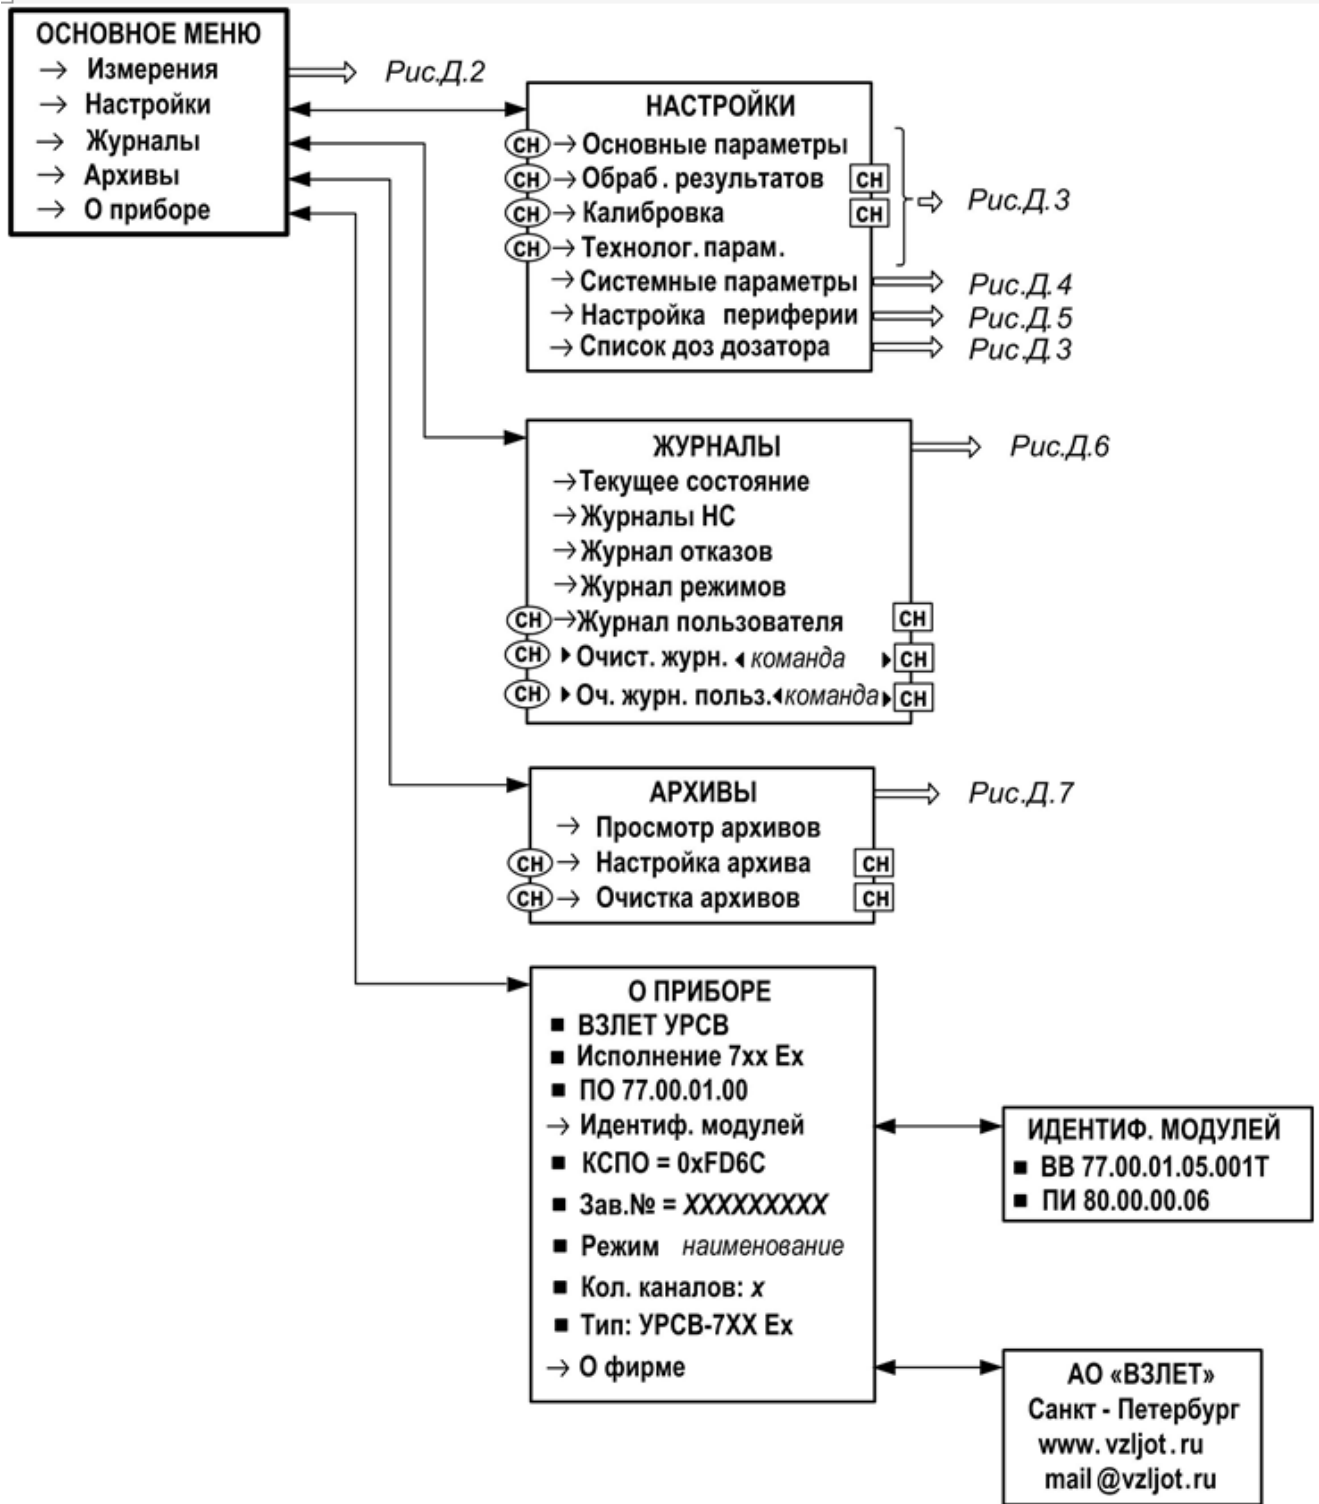 ОСНОВНОЕ МЕНЮ
→ Измерения
→ Настройки
→ Журналы
→ Архивы
→ О приборе
Рис.Д.2
НАСТРОЙКИ
СН → Основные параметры
СН → Обраб. результатов СН
СН → Калибровка СН
СН → Технолог. парам.
→ Системные параметры
→ Настройка периферии
→ Список доз дозатора
Рис.Д.3
Рис.Д.4
Рис.Д.5
Рис.Д.3
ЖУРНАЛЫ
→ Текущее состояние
→ Журналы НС
→ Журнал отказов
→ Журнал режимов
СН → Журнал пользователя СН
СН Очист. журн. команда СН
СН Оч. журн. польз. команда СН
Рис.Д.6
АРХИВЫ
→ Просмотр архивов
СН → Настройка архива СН
СН → Очистка архивов СН
Рис.Д.7
О ПРИБОРЕ
■ ВЗЛЕТ УРСВ
■ Исполнение 7xx Ех
■ ПО 77.00.01.00
→ Идентиф. модулей
■ КСПО = 0xFD6C
■ Зав.№ = XXXXXXXXX
■ Режим наименование
■ Кол. каналов: x
■ Тип: УРСВ-7ХХ Ех
→ О фирме
ИДЕНТИФ. МОДУЛЕЙ
■ ВВ 77.00.01.05.001Т
■ ПИ 80.00.00.06
АО «ВЗЛЕТ»
Санкт - Петербург
www.vzljot.ru
mail@vzljot.ru